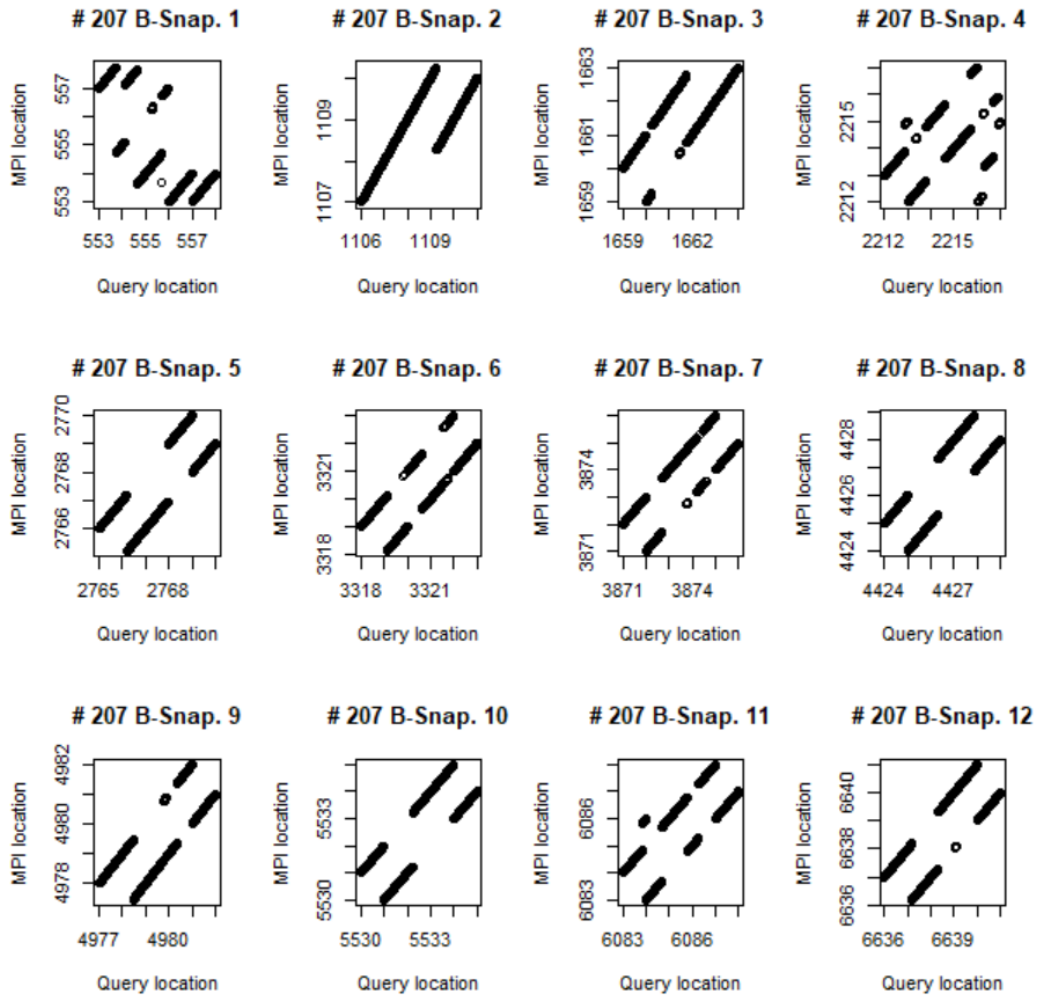 # 207 B-Snap. 1
MPI location
557
555
553
553 555 557
Query location
# 207 B-Snap. 2
MPI location
1109
1107
1106 1109
Query location
# 207 B-Snap. 3
MPI location
1663
1661
1659
1659 1662
Query location
# 207 B-Snap. 4
MPI location
2215
2212
2212 2215
Query location
# 207 B-Snap. 5
MPI location
2770
2768
2766
2765 2768
Query location
# 207 B-Snap. 6
MPI location
3321
3318
3318 3321
Query location
# 207 B-Snap. 7
MPI location
3874
3871
3871 3874
Query location
# 207 B-Snap. 8
MPI location
4428
4426
4424
4424 4427
Query location
# 207 B-Snap. 9
MPI location
4982
4980
4978
4977 4980
Query location
# 207 B-Snap. 10
MPI location
5533
5530
5530 5533
Query location
# 207 B-Snap. 11
MPI location
6086
6083
6083 6086
Query location
# 207 B-Snap. 12
MPI location
6640
6638
6636
6636 6639
Query location